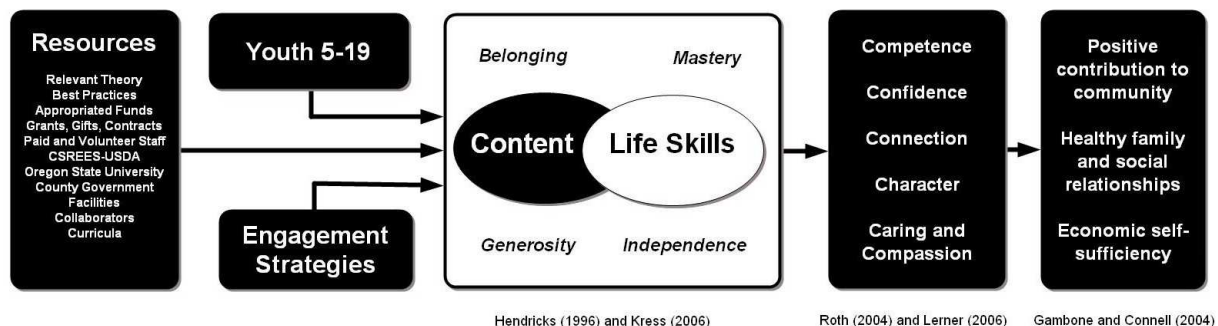 Resources
Relevant Theory
Best Practices
Appropriated Funds
Grants, Gifts, Contracts
Paid and Volunteer Staff
CSREES-USDA
Oregon State University
County Government
Facilities
Collaborators
Curricula
Youth 5-19
Engagement
Strategies
Belonging
Mastery
Content
Life Skills
Generosity
Independence
Hendricks (1996) and Kress (2006)
Competence
Confidence
Connection
Character
Caring and
Compassion
Roth (2004) and Lerner (2006)
Positive
contribution to
community
Healthy family
and social
relationships
Economic self-
sufficiency
Gambone and Connell (2004)